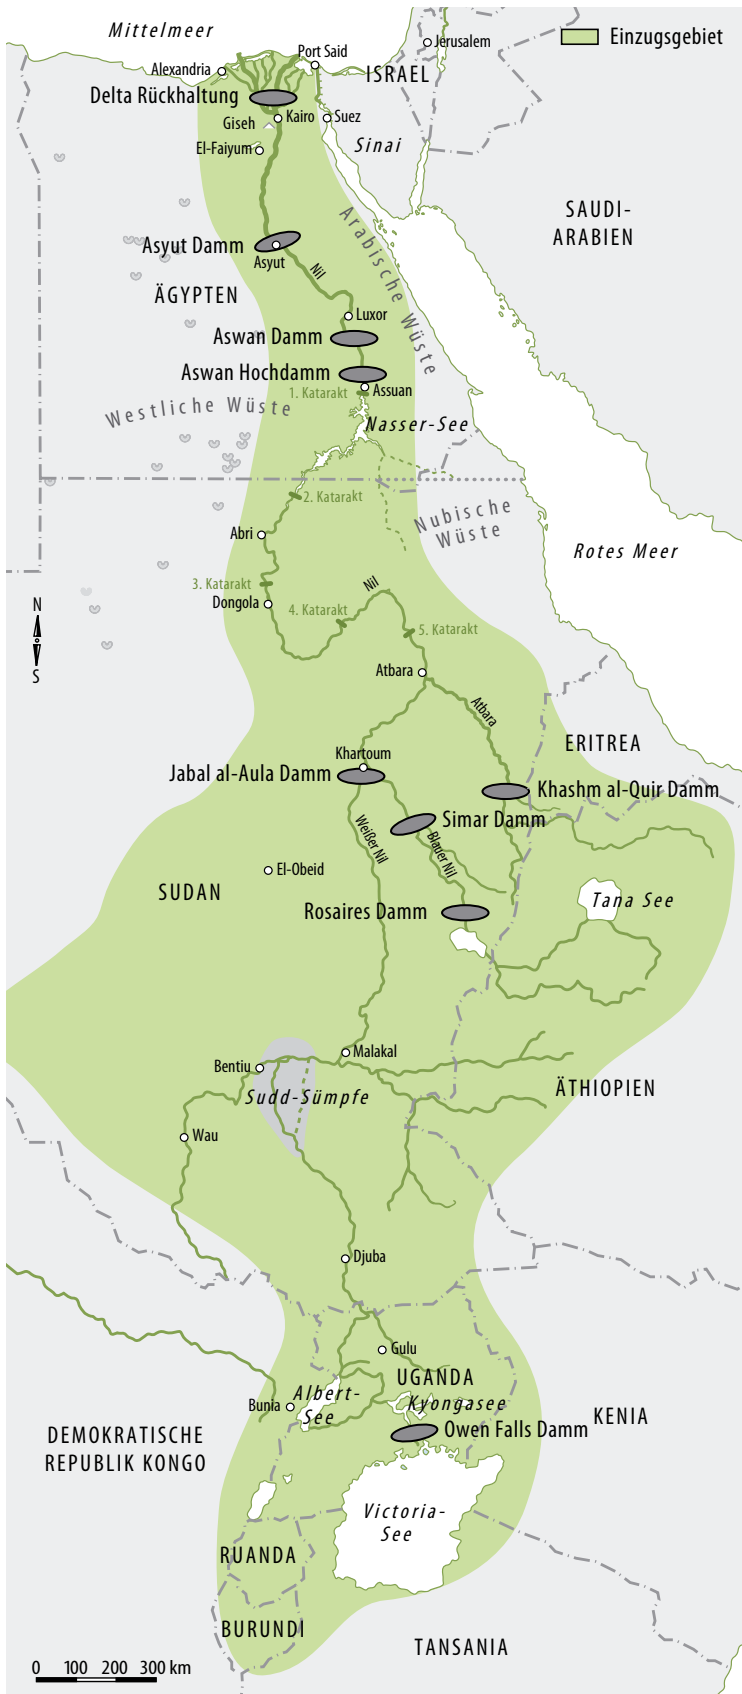 Mittelmeer
Jerusalem
Einzugsgebiet
Port Said
Alexandria
ISRAEL
Delta Rückhaltung
Giseh
Kairo
Suez
El-Faiyum
Sinai
SAUDI-
ARABIEN
Arabische Wüste
Asyut Damm
Asyut
Nil
ÄGYPTEN
Luxor
Aswan Damm
Aswan Hochdamm
1. Katarakt
Assuan
Westliche Wüste
Nasser-See
2. Katarakt
Nubische
Wüste
Abri
Rotes Meer
3. Katarakt
Nil
Dongola
4. Katarakt
5. Katarakt
N
S
Atbara
Atbara
ERITREA
Khartoum
Jabal al-Aula Damm
Khashm al-Quir Damm
Simar Damm
Weißer Nil
Blauer Nil
El-Obeid
SUDAN
Tana See
Rosaires Damm
Malakal
Bentiu
Sudd-Sümpfe
ÄTHIOPIEN
Wau
Djuba
Gulu
UGANDA
Albert-
See
Kyongasee
Bunia
KENIA
Owen Falls Damm
DEMOKRATISCHE
REPUBLIK KONGO
Victoria-
See
RUANDA
BURUNDI
TANSANIA
0 100 200 300 km